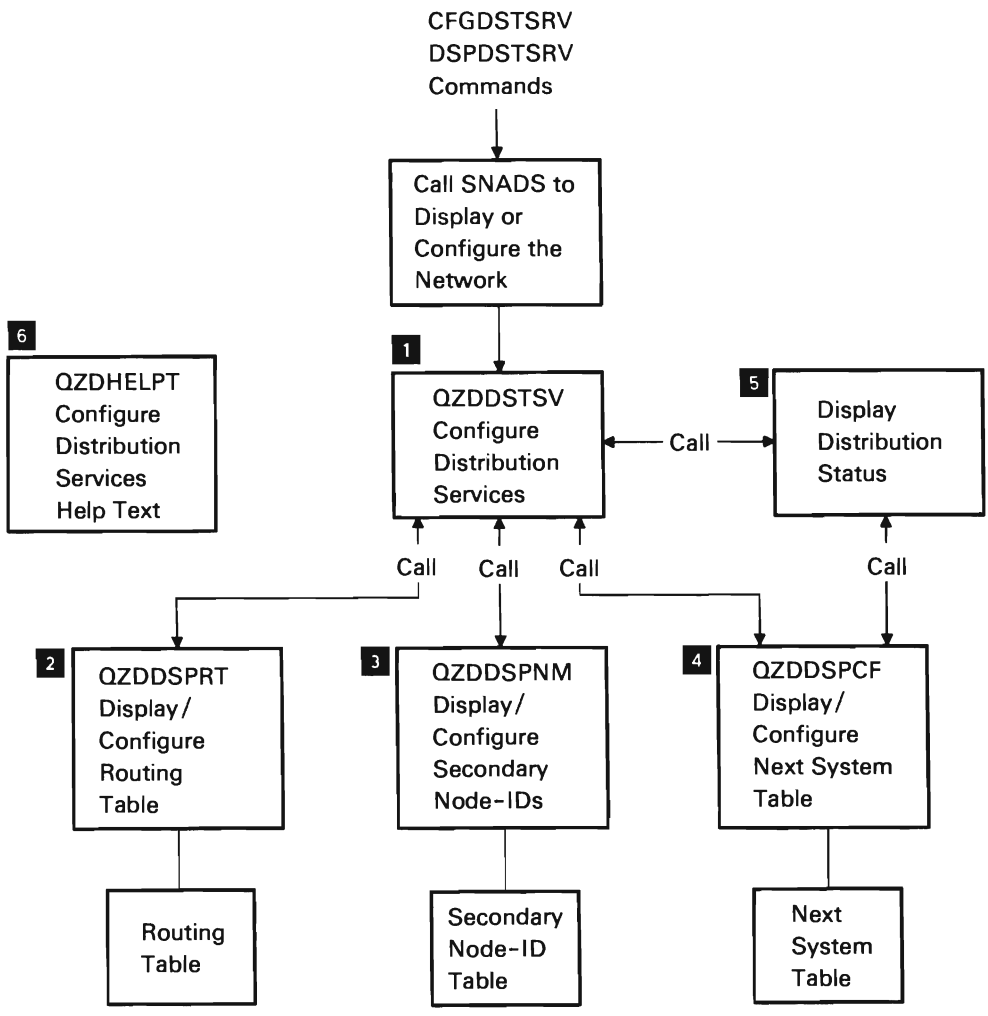 CFGDSTSRV
DSPDSTSRV
Commands
Call SNADS to
Display or
Configure the
Network
6
QZDHELPT
Configure
Distribution
Services
Help Text
1
QZDDSTSV
Configure
Distribution
Services
Call
5
Display
Distribution
Status
Call
Call
Call
Call
2
QZDDSPRT
Display/
Configure
Routing
Table
3
QZDDSPNM
Display/
Configure
Secondary
Node-IDs
4
QZDDSPCF
Display/
Configure
Next System
Table
Routing
Table
Secondary
Node-ID
Table
Next
System
Table